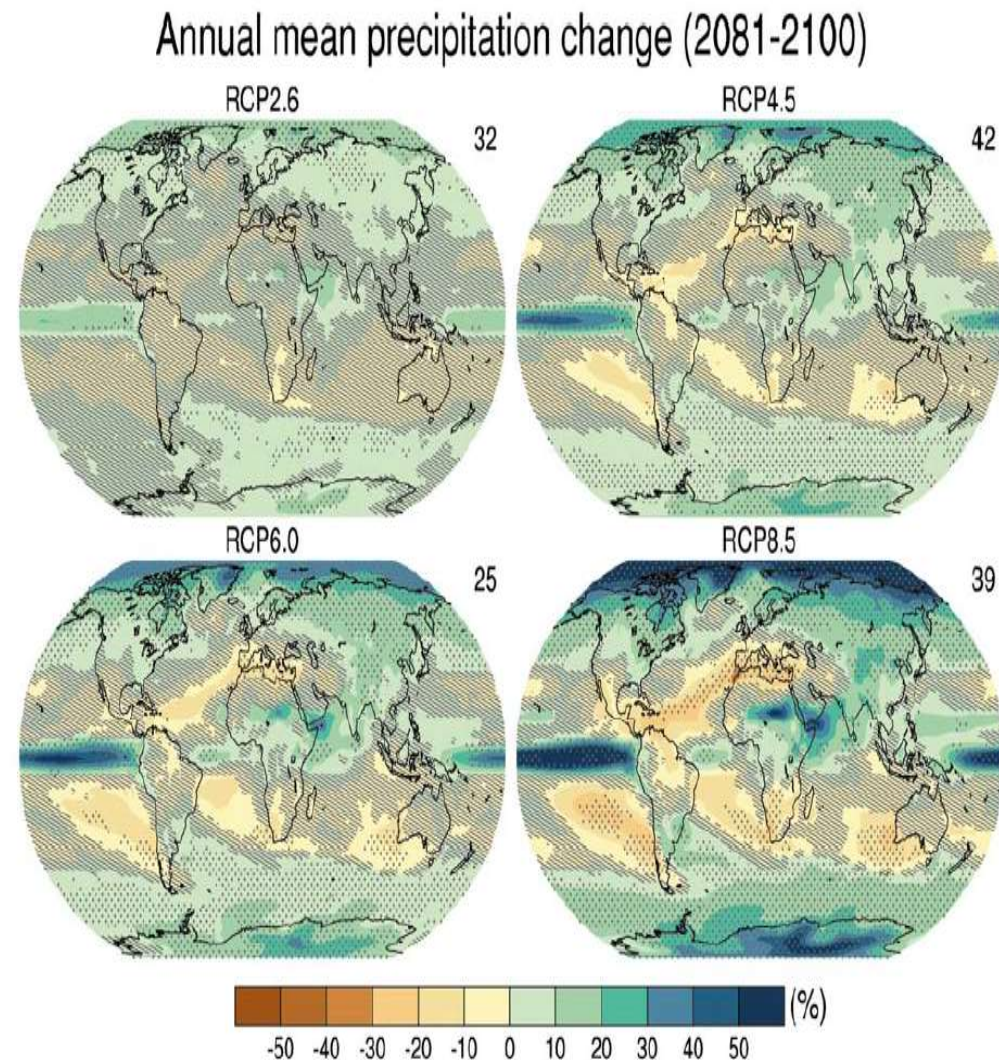 Annual mean precipitation change (2081-2100)
RCP2.6
32
RCP4.5
42
RCP6.0
25
RCP8.5
39
(%)
-50 -40 -30 -20 -10 0 10 20 30 40 50